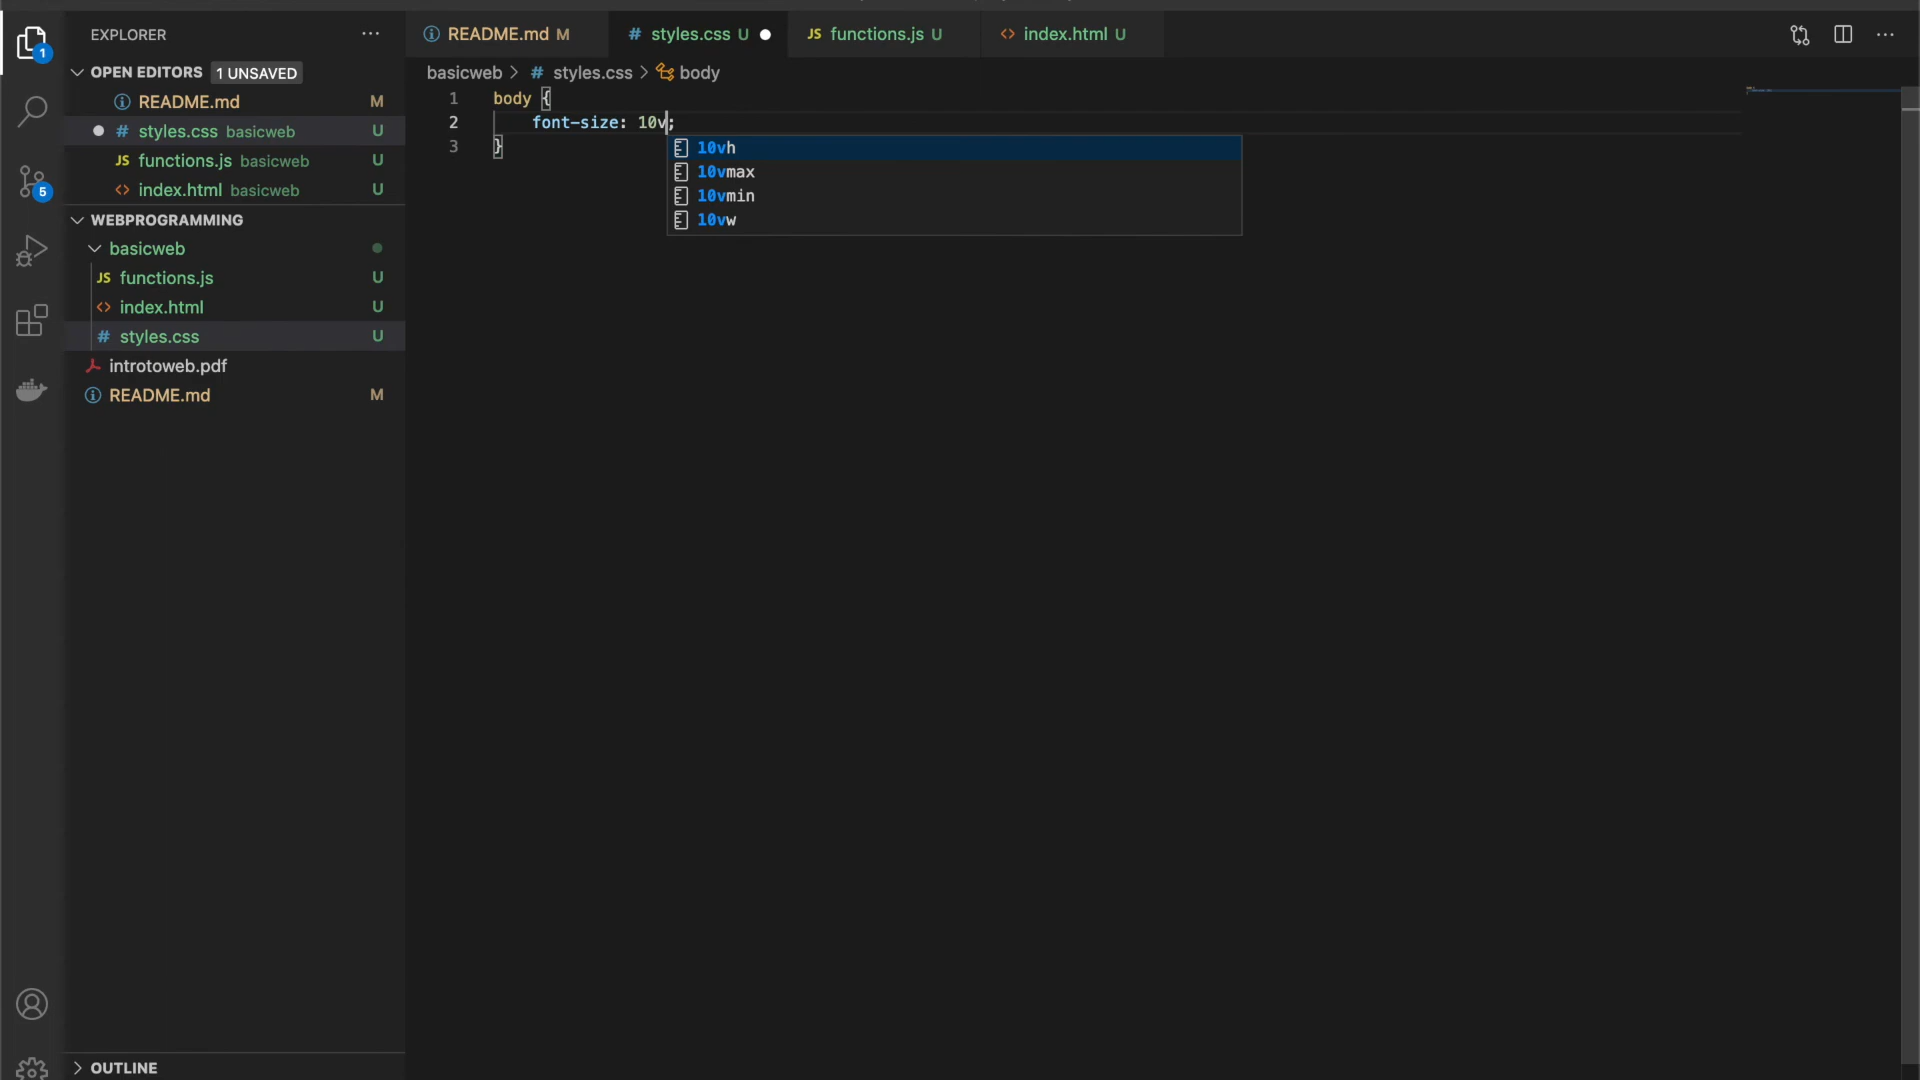 EXPLORER
OPEN EDITORS 1 UNSAVED
README.md M
styles.css basicweb U
functions.js basicweb U
index.html basicweb U
WEBPROGRAMMING
basicweb
functions.js U
index.html U
styles.css U
introtoweb.pdf
README.md M
OUTLINE
1
5
README.md M
# styles.css U
JS functions.js U
<> index.html U
basicweb > # styles.css > body
1 body {
2 font-size: 10v;
3 }
10vh
10vmax
10vmin
10vw